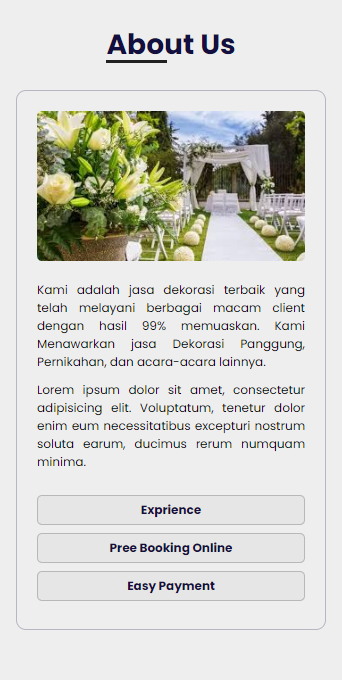 About Us
Kami adalah jasa dekorasi terbaik yang
telah melayani berbagai macam client
dengan hasil 99% memuaskan. Kami
Menawarkan jasa Dekorasi Panggung,
Pernikahan, dan acara-acara lainnya.
Lorem ipsum dolor sit amet, consectetur
adipisicing elit. Voluptatum, tenetur dolor
enim eum necessitatibus excepturi nostrum
soluta earum, ducimus rerum numquam
minima.
Exprience
Pree Booking Online
Easy Payment